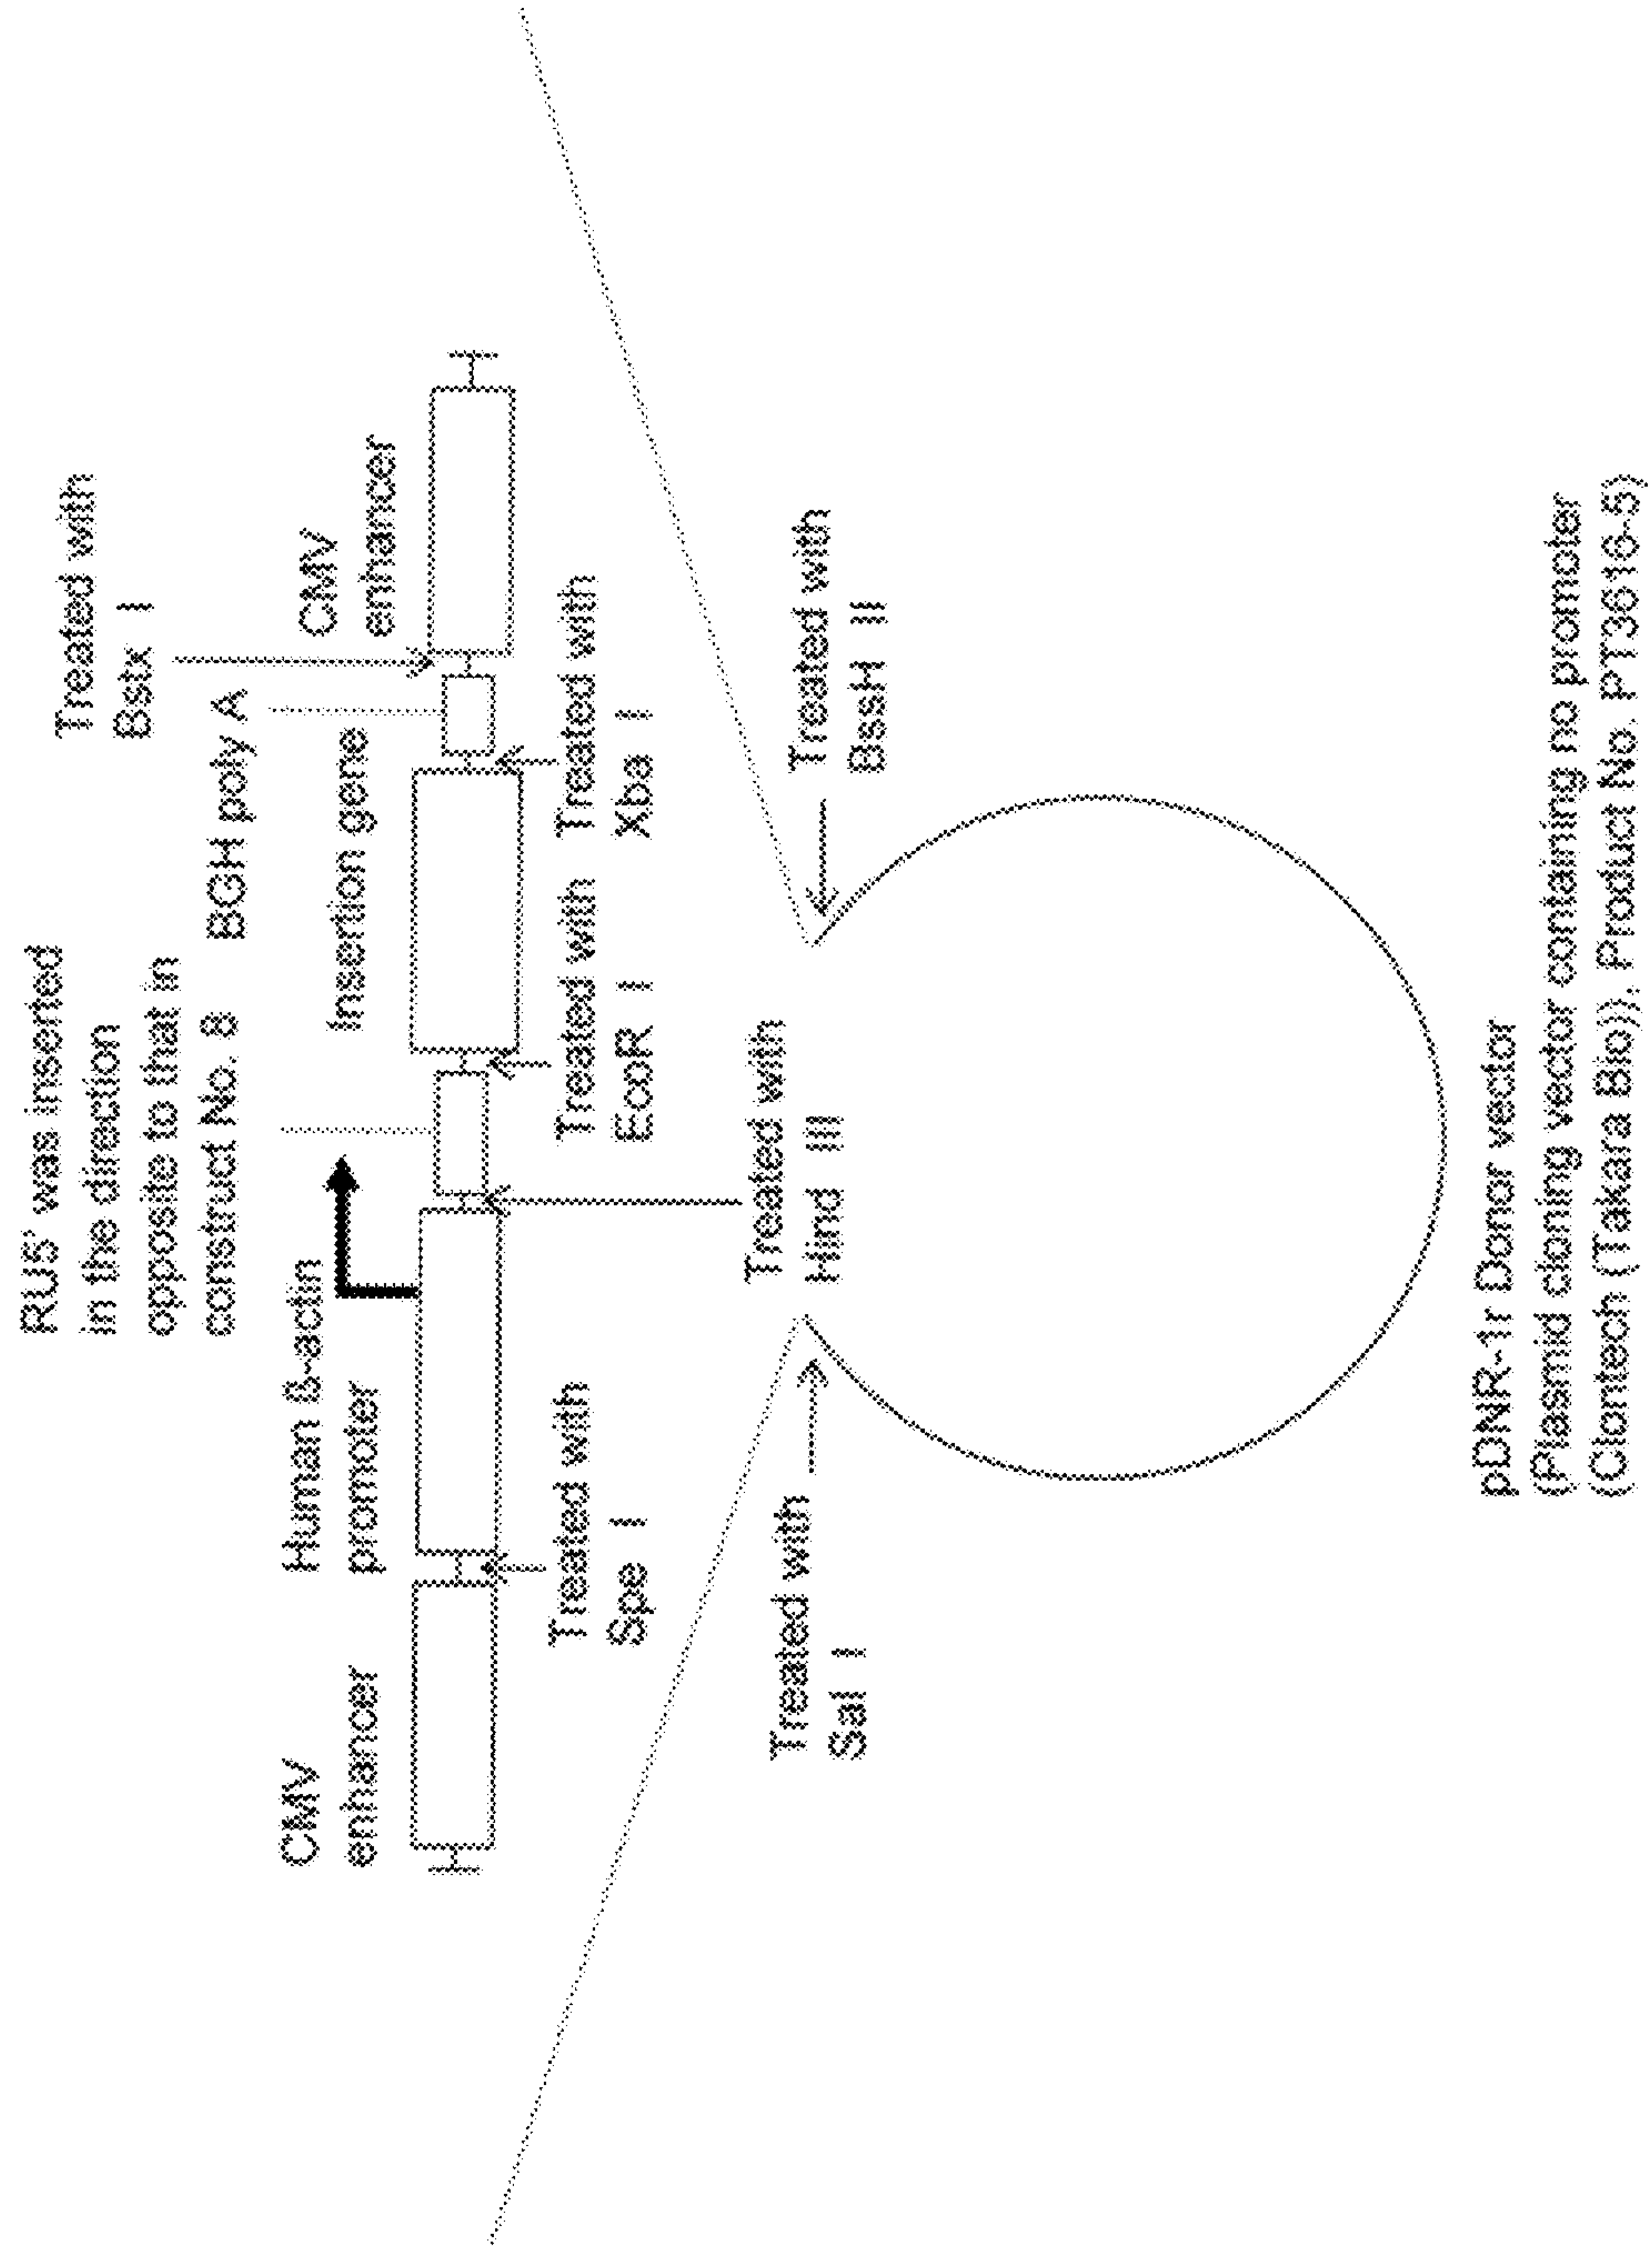 RU5' was inserted
in the direction
opposite to that in
construct No. 8
BGH poly A
Treated with
Bstx I
CMV
enhancer
Human ß-actin
promoter
Insertion gene
CMV
enhancer
Treated with
Spe I
Treated with
EcoR I
Treated with
Xba I
Treated with
Hind III
Treated with
Sal I
Treated with
BssH III
pDNR-1r Donor vector
(Plasmid cloning vector containing no promoter
(Clontech (Takara Bio)); Product No. PT3616-5)